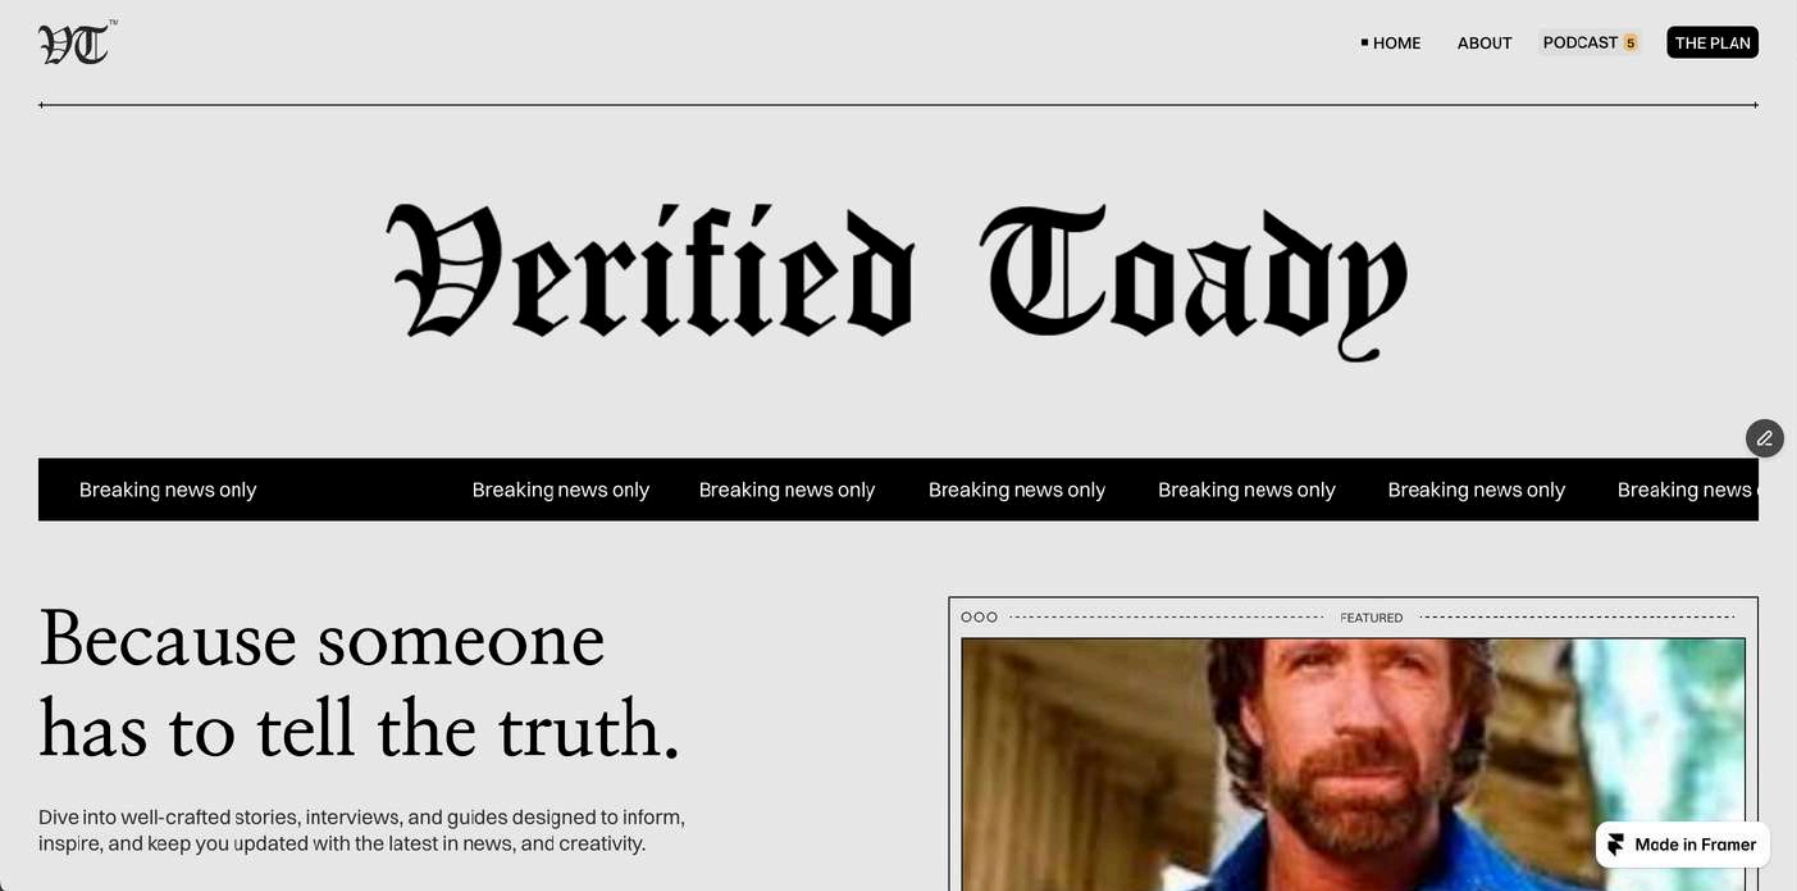 VT™
HOME ABOUT PODCAST 5 THE PLAN
Verified Toady
Breaking news only Breaking news only Breaking news only Breaking news only Breaking news only Breaking news only Breaking news
Because someone
has to tell the truth.
FEATURED
Dive into well-crafted stories, interviews, and guides designed to inform,
inspire, and keep you updated with the latest in news, and creativity.
Made in Framer